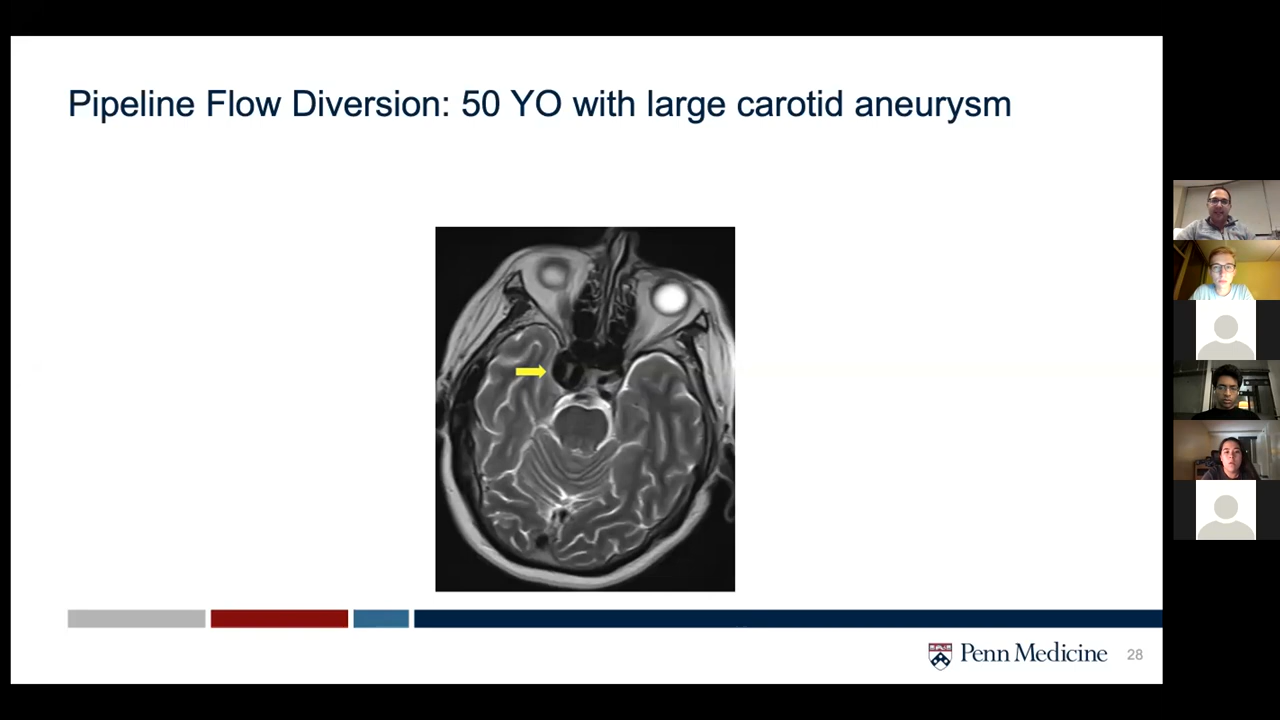 Pipeline Flow Diversion: 50 YO with large carotid aneurysm
Penn Medicine
28